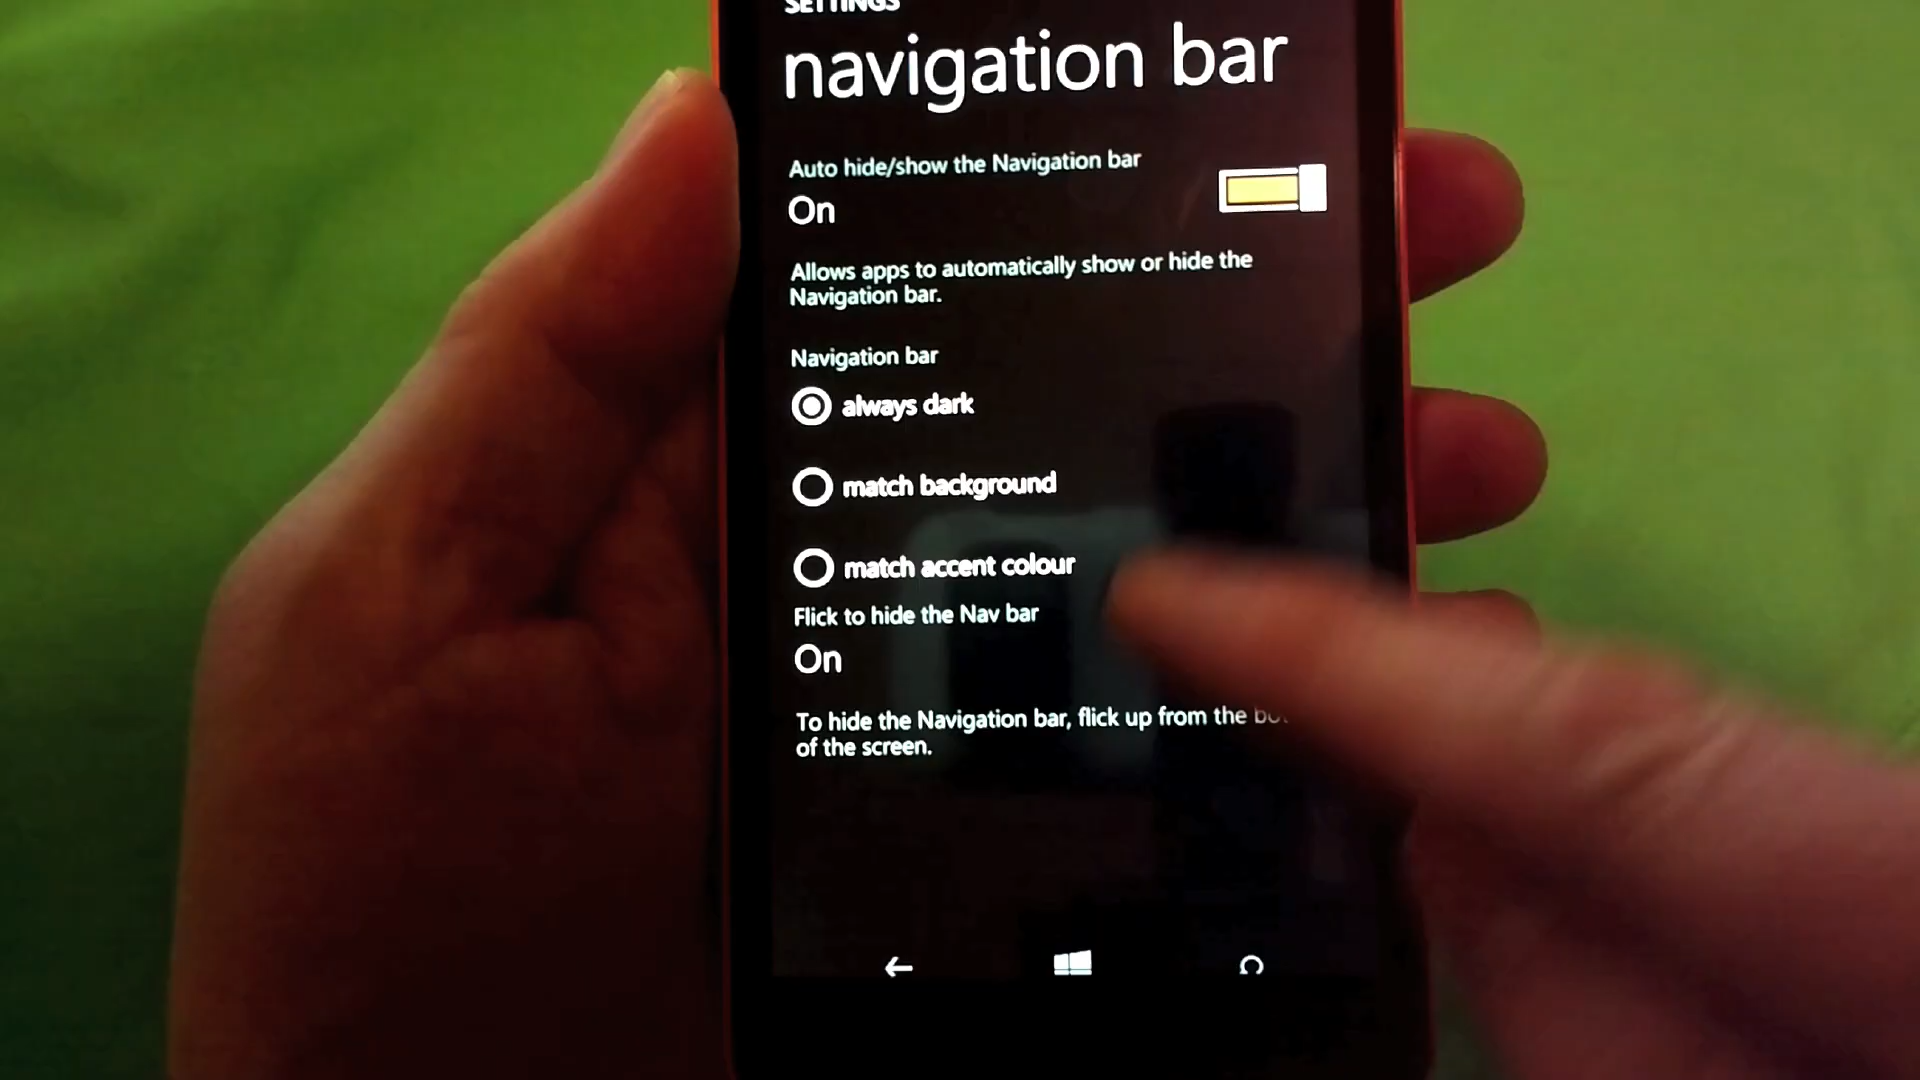 SETTINGS
navigation bar
Auto hide/show the Navigation bar
On
Allows apps to automatically show or hide the
Navigation bar.
Navigation bar
always dark
match background
match accent colour
Flick to hide the Nav bar
On
To hide the Navigation bar, flick up from the
of the screen.